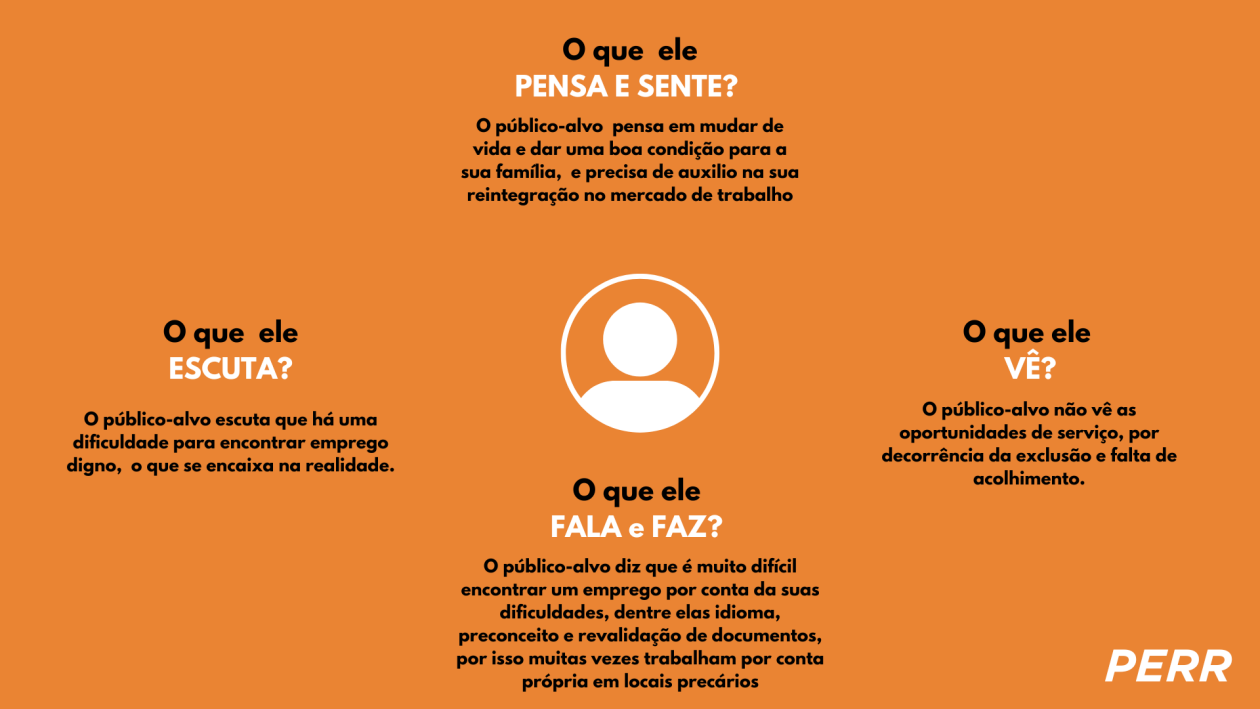 O que ele
PENSA E SENTE?
O público-alvo pensa em mudar de
vida e dar uma boa condição para a
sua família, e precisa de auxilio na sua
reintegração no mercado de trabalho
O que ele
ESCUTA?
O público-alvo escuta que há uma
dificuldade para encontrar emprego
digno, o que se encaixa na realidade.
O que ele
VÊ?
O público-alvo não vê as
oportunidades de serviço, por
decorrência da exclusão e falta de
acolhimento.
O que ele
FALA e FAZ?
O público-alvo diz que é muito difícil
encontrar um emprego por conta da suas
dificuldades, dentre elas idioma,
preconceito e revalidação de documentos,
por isso muitas vezes trabalham por conta
própria em locais precários
PERR